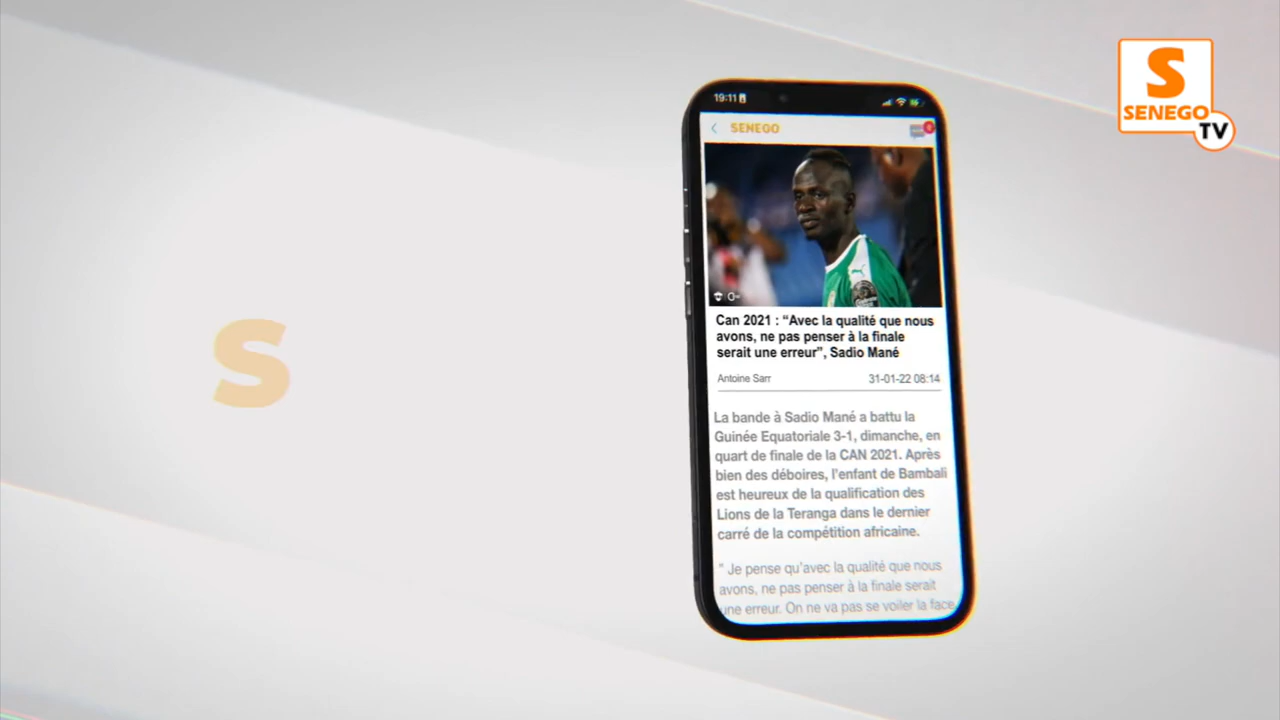 S
SENEGO
TV
S
19:11
SENEGO
Can 2021 : “Avec la qualité que nous
avons, ne pas penser à la finale
serait une erreur”, Sadio Mané
Antoine Sarr 31-01-22 08:14
La bande à Sadio Mané a battu la
Guinée Equatoriale 3-1, dimanche, en
quart de finale de la CAN 2021. Après
bien des déboires, l'enfant de Bambali
est heureux de la qualification des
Lions de la Teranga dans le dernier
carré de la compétition africaine.
" Je pense qu'avec la qualité que nous
avons, ne pas penser à la finale serait
une erreur. On ne va pas se voiler la face